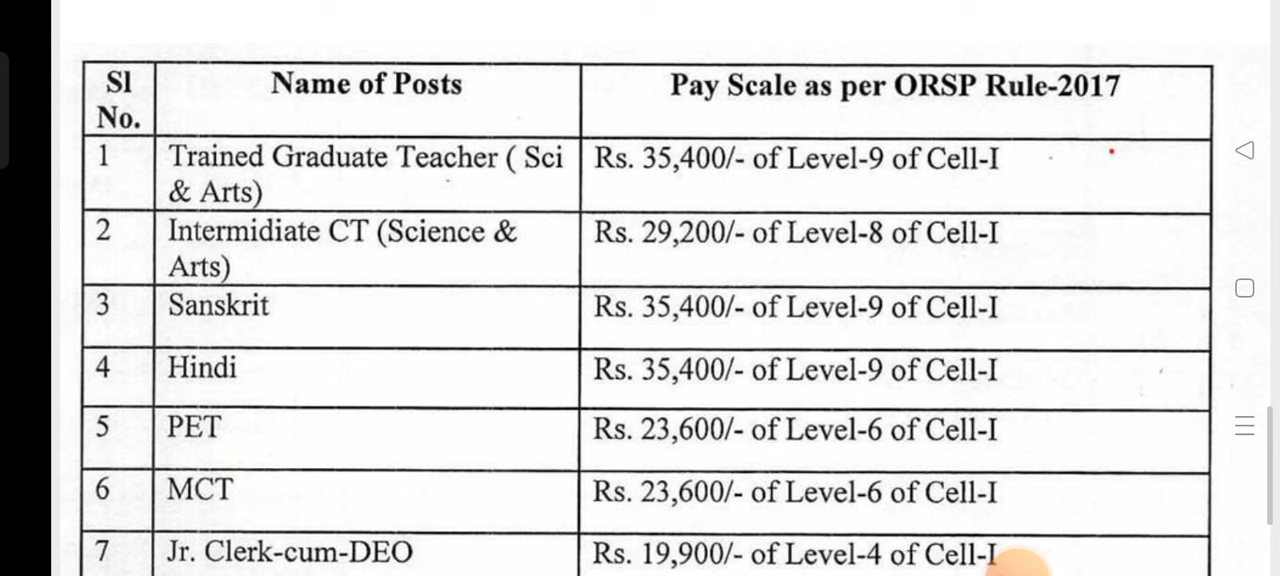 Sl Name of Posts Pay Scale as per ORSP Rule-2017
No.
1 Trained Graduate Teacher ( Sci Rs. 35,400/- of Level-9 of Cell-I
& Arts)
2 Intermidiate CT (Science & Rs. 29,200/- of Level-8 of Cell-I
Arts)
3 Sanskrit Rs. 35,400/- of Level-9 of Cell-I
4 Hindi Rs. 35,400/- of Level-9 of Cell-I
5 PET Rs. 23,600/- of Level-6 of Cell-I
6 MCT Rs. 23,600/- of Level-6 of Cell-I
7 Jr. Clerk-cum-DEO Rs. 19,900/- of Level-4 of Cell-I